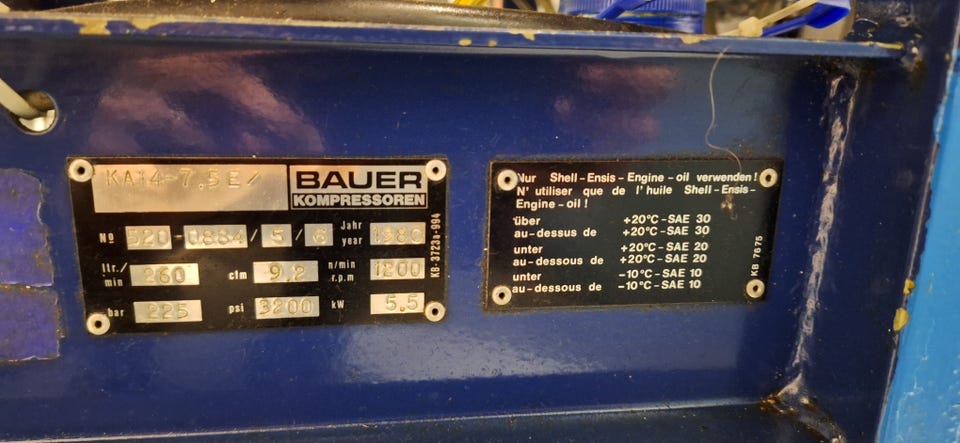 KA14-7,5E/
BAUER
KOMPRESSOREN
No 520-0884/5/6 Jahr year 1980
ltr./min 260 cfm 9,2 n/min r.p.m 1200
bar 225 psi 3200 kW 5.5
KB-3723a-994
Nur Shell-Ensis-Engine-oil verwenden!
N'utiliser que de l'huile Shell-Ensis-
Engine-oil!
über +20°C-SAE 30
au-dessus de +20°C-SAE 30
unter +20°C-SAE 20
au-dessous de +20°C-SAE 20
unter -10°C-SAE 10
au-dessous de -10°C-SAE 10
KB 7675